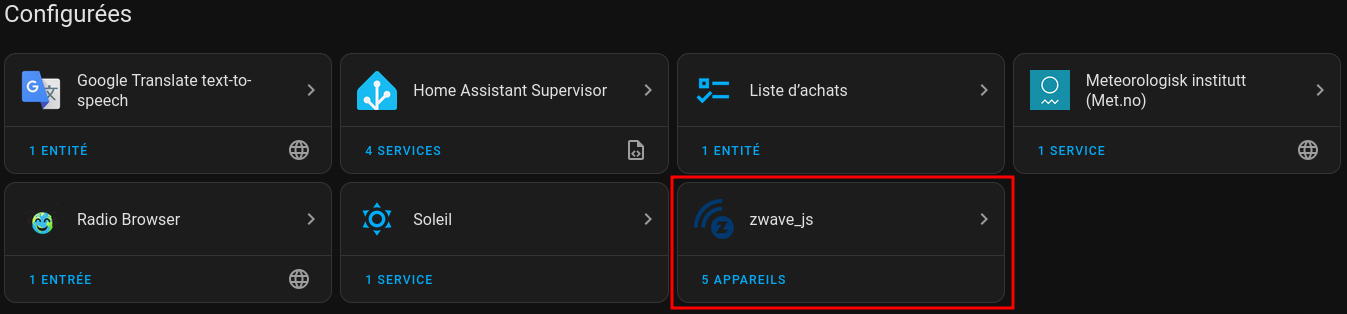 Configurées
Google Translate text-to-
speech
Home Assistant Supervisor
Liste d’achats
Meteorologisk institutt
(Met.no)
1 ENTITÉ
4 SERVICES
1 ENTITÉ
1 SERVICE
Radio Browser
Soleil
zwave_js
1 ENTRÉE
1 SERVICE
5 APPAREILS